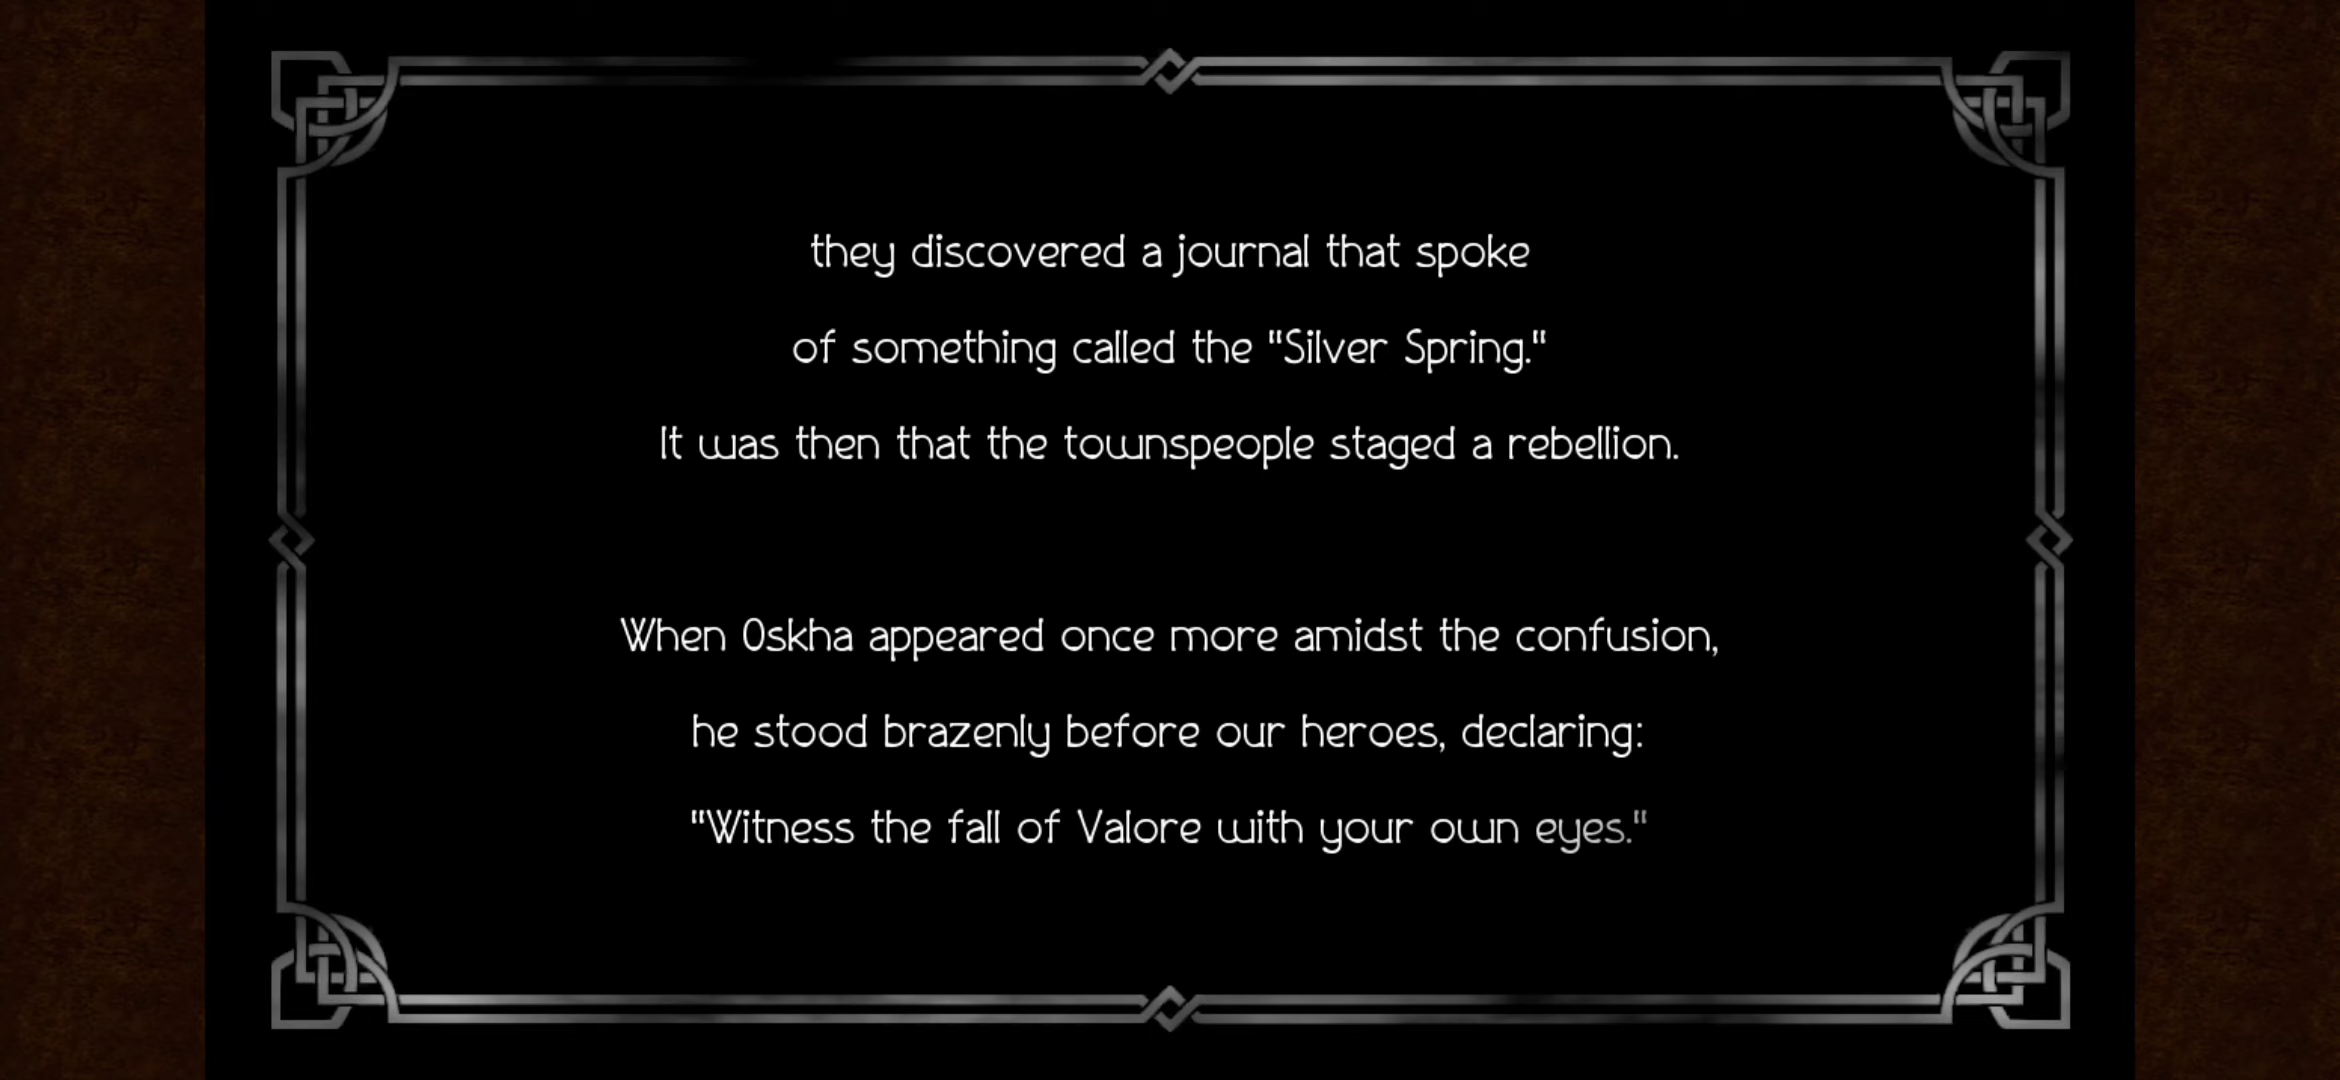 they discovered a journal that spoke
of something called the "Silver Spring."
It was then that the townspeople staged a rebellion.
When Oskha appeared once more amidst the confusion,
he stood brazenly before our heroes, declaring:
"Witness the fall of Valore with your own eyes."